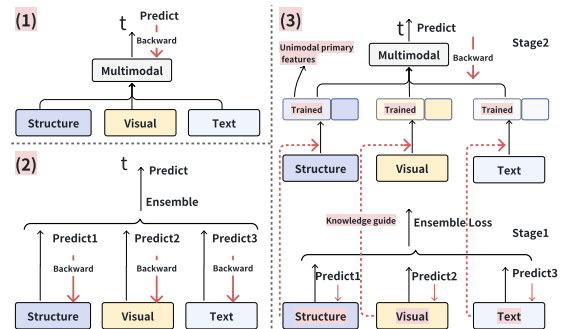 (1)
t
Predict
Backward
Multimodal
Structure
Visual
Text
(2)
t
Predict
Ensemble
Predict1
Predict2
Predict3
Backward
Backward
Backward
Structure
Visual
Text
(3)
t
Predict
Stage2
Unimodal primary
features
Multimodal
Backward
Trained
Trained
Trained
Structure
Visual
Text
Knowledge guide
Ensemble Loss
Stage1
Predict1
Predict2
Predict3
Structure
Visual
Text